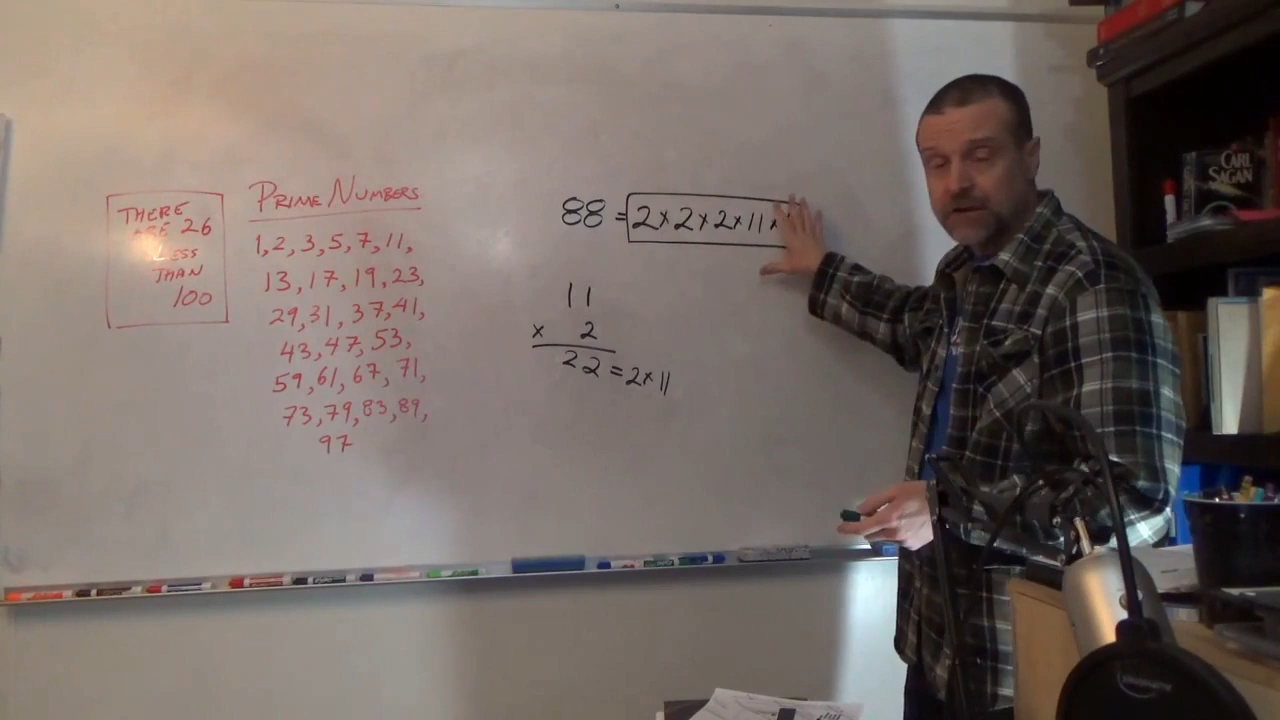 THERE
ARE 26
LESS
THAN
100
PRIME NUMBERS
1, 2, 3, 5, 7, 11,
13, 17, 19, 23,
29, 31, 37, 41,
43, 47, 53,
59, 61, 67, 71,
73, 79, 83, 89,
97
88 = 2 × 2 × 2 × 11 ×
11
× 2
22 = 2 × 11
CARL
SAGAN